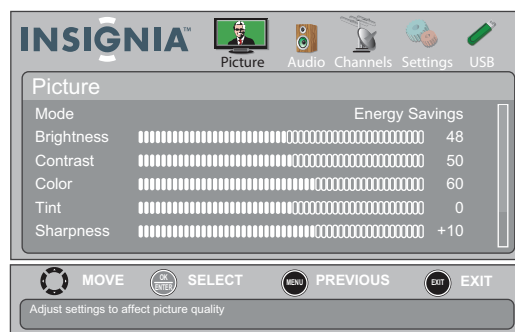 INSIGNIA™
Picture Audio Channels Settings USB
Picture
Mode Energy Savings
Brightness 48
Contrast 50
Color 60
Tint 0
Sharpness +10
MOVE OK ENTER SELECT MENU PREVIOUS EXIT EXIT
Adjust settings to affect picture quality